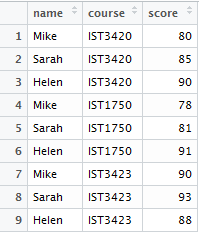 name course score
1 Mike IST3420 80
2 Sarah IST3420 85
3 Helen IST3420 90
4 Mike IST1750 78
5 Sarah IST1750 81
6 Helen IST1750 91
7 Mike IST3423 90
8 Sarah IST3423 93
9 Helen IST3423 88